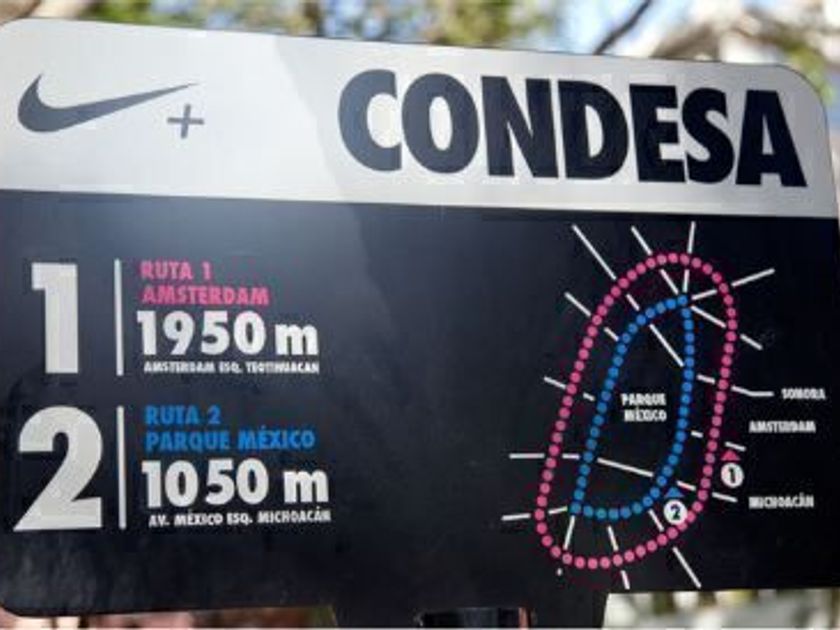 +
CONDESA
1
RUTA 1
AMSTERDAM
1950 m
AMSTERDAM ESQ. TEOTIHUACAN
2
RUTA 2
PARQUE MÉXICO
1050 m
AV. MÉXICO ESQ. MICHOACÁN
PARQUE
MÉXICO
SONORA
AMSTERDAM
1
MICHOACÁN
2